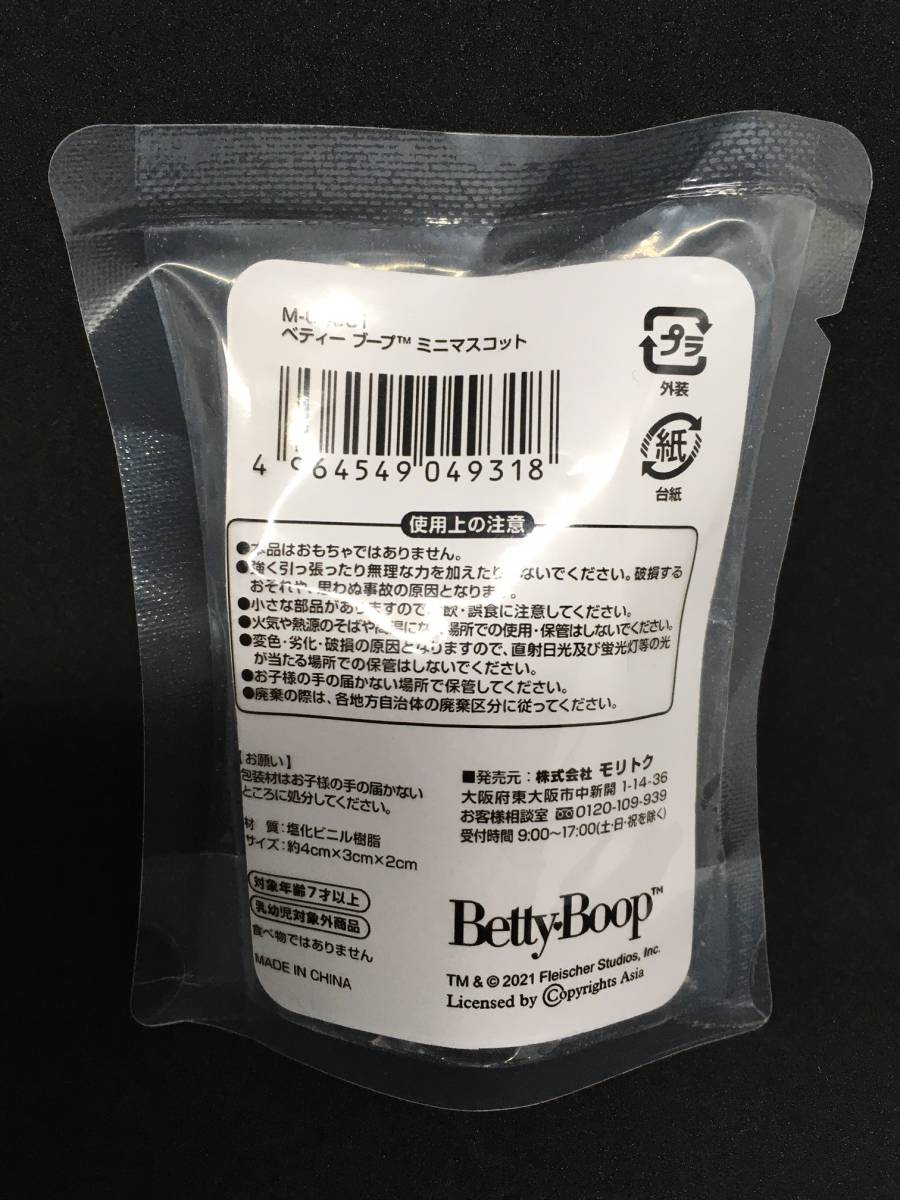 ベティー ブープ™ ミニマスコット
プラ
外装
紙
台紙
4 964549 049318
使用上の注意
●本品はおもちゃではありません。
●強く引っ張ったり無理な力を加えたり ないでください。破損する
おそれや、思わぬ事故の原因となります。
●小さな部品がありますので、 飲・誤食に注意してください。
●火気や熱源のそばや高温にな 場所での使用・保管はしないでください。
●変色・劣化・破損の原因となりますので、直射日光及び蛍光灯等の光
が当たる場所での保管はしないでください。
●お子様の手の届かない場所で保管してください。
●廃棄の際は、各地方自治体の廃棄区分に従ってください。
【お願い】
包装材はお子様の手の届かない
ところに処分してください。
材 質：塩化ビニル樹脂
サイズ：約4cm×3cm×2cm
対象年齢7才以上
乳幼児対象外商品
食べ物ではありません
MADE IN CHINA
■発売元：株式会社 モリトク
大阪府東大阪市中新開 1-14-36
お客様相談室 0120-109-939
受付時間 9:00～17:00(土・日・祝を除く)
Betty Boop™
TM & © 2021 Fleischer Studios, Inc.
Licensed by Copyrights Asia